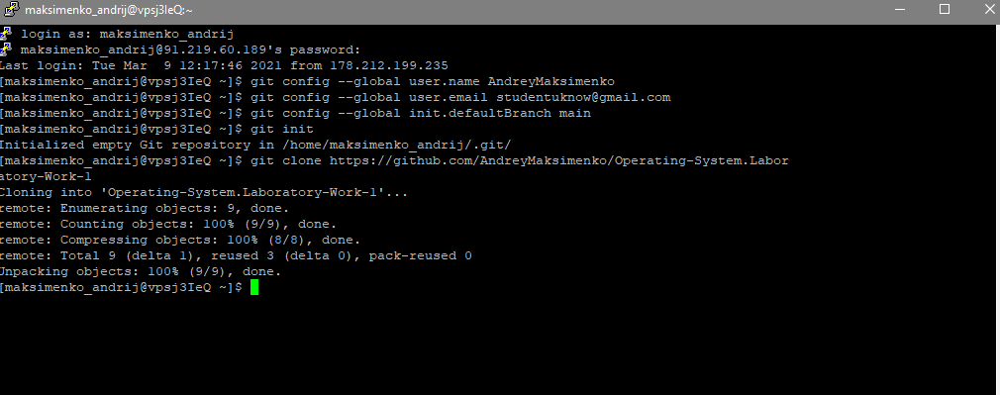 maksimenko_andrij@vpsj3IeQ:~
login as: maksimenko_andrij
maksimenko_andrij@91.219.60.189's password:
Last login: Tue Mar  9 12:17:46 2021 from 178.212.199.235
[maksimenko_andrij@vpsj3IeQ ~]$ git config --global user.name AndreyMaksimenko
[maksimenko_andrij@vpsj3IeQ ~]$ git config --global user.email studentuknow@gmail.com
[maksimenko_andrij@vpsj3IeQ ~]$ git config --global init.defaultBranch main
[maksimenko_andrij@vpsj3IeQ ~]$ git init
Initialized empty Git repository in /home/maksimenko_andrij/.git/
[maksimenko_andrij@vpsj3IeQ ~]$ git clone https://github.com/AndreyMaksimenko/Operating-System.Labor
atory-Work-1
Cloning into 'Operating-System.Laboratory-Work-1'...
remote: Enumerating objects: 9, done.
remote: Counting objects: 100% (9/9), done.
remote: Compressing objects: 100% (8/8), done.
remote: Total 9 (delta 1), reused 3 (delta 0), pack-reused 0
Unpacking objects: 100% (9/9), done.
[maksimenko_andrij@vpsj3IeQ ~]$